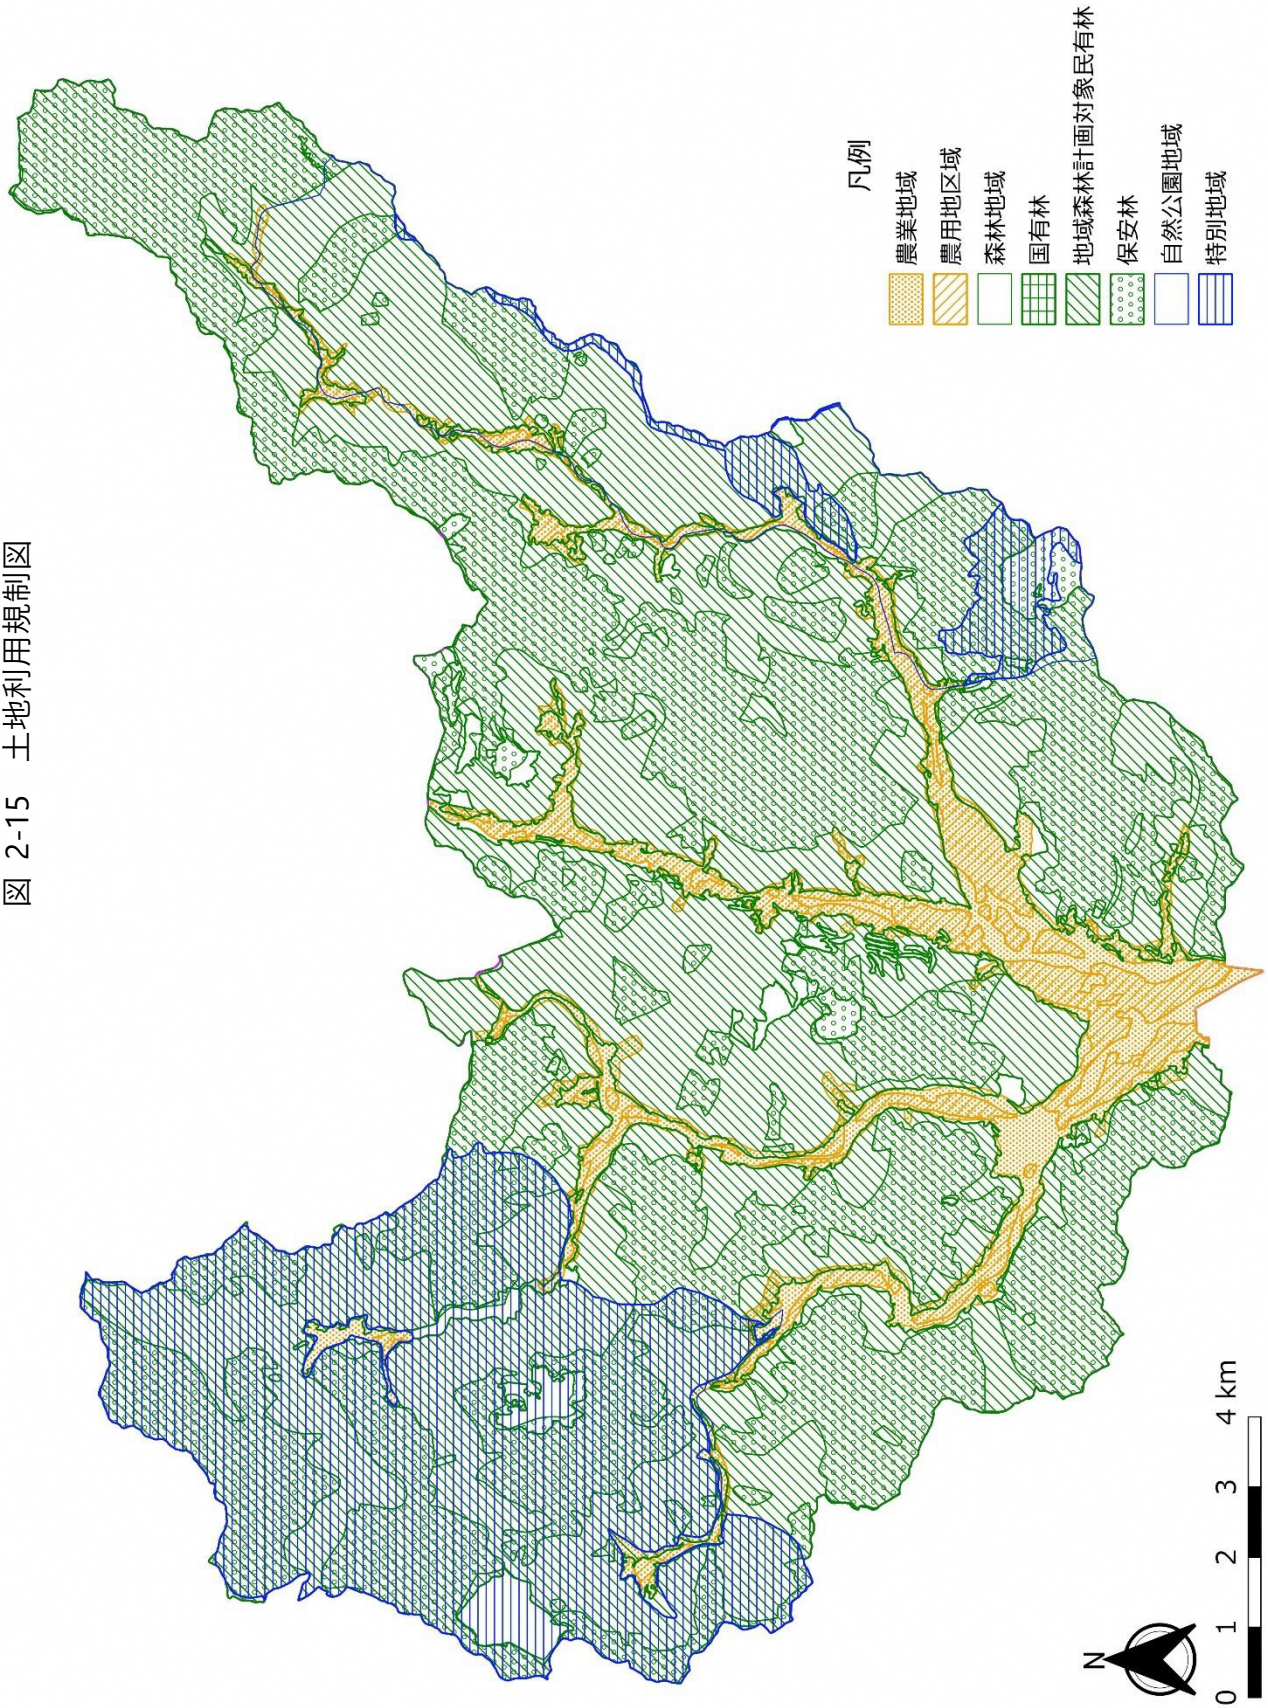 図 2-15 土地利用規制図
凡例
農業地域
農用地区域
森林地域
国有林
地域森林計画対象民有林
保安林
自然公園地域
特別地域
N
0 1 2 3 4 km